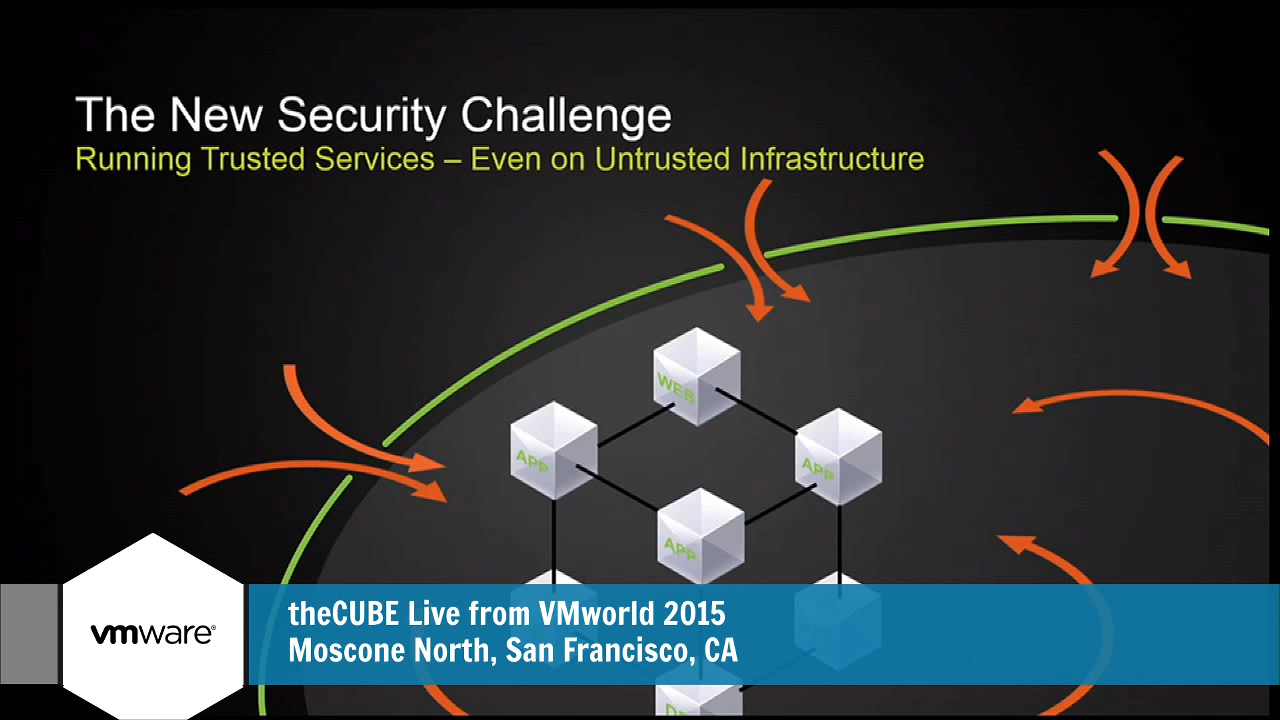 The New Security Challenge
Running Trusted Services – Even on Untrusted Infrastructure
WEB
APP
APP
APP
vmware®
theCUBE Live from VMworld 2015
Moscone North, San Francisco, CA